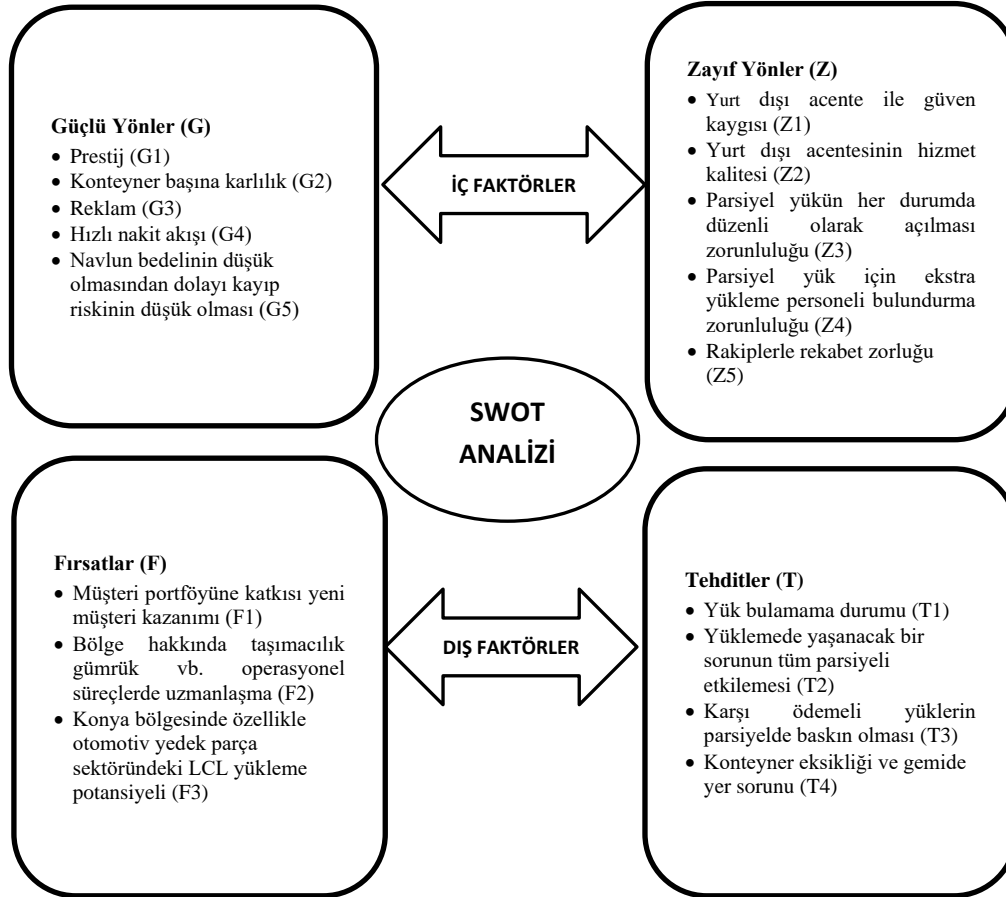 Güçlü Yönler (G)
• Prestij (G1)
• Konteyner başına karlılık (G2)
• Reklam (G3)
• Hızlı nakit akışı (G4)
• Navlun bedelinin düşük
olmasından dolayı kayıp
riskinin düşük olması (G5)
İÇ FAKTÖRLER
Zayıf Yönler (Z)
• Yurt dışı acente ile güven
kaygısı (Z1)
• Yurt dışı acentesinin hizmet
kalitesi (Z2)
• Parsiyel yükün her durumda
düzenli olarak açılması
zorunluluğu (Z3)
• Parsiyel yük için ekstra
yükleme personeli bulundurma
zorunluluğu (Z4)
• Rakiplerle rekabet zorluğu
(Z5)
SWOT
ANALİZİ
Fırsatlar (F)
• Müşteri portföyüne katkısı yeni
müşteri kazanımı (F1)
• Bölge hakkında taşımacılık
gümrük vb. operasyonel
süreçlerde uzmanlaşma (F2)
• Konya bölgesinde özellikle
otomotiv yedek parça
sektöründeki LCL yükleme
potansiyeli (F3)
DIŞ FAKTÖRLER
Tehditler (T)
• Yük bulamama durumu (T1)
• Yüklemede yaşanacak bir
sorunun tüm parsiyeli
etkilemesi (T2)
• Karşı ödemeli yüklerin
parsiyelde baskın olması (T3)
• Konteyner eksikliği ve gemide
yer sorunu (T4)